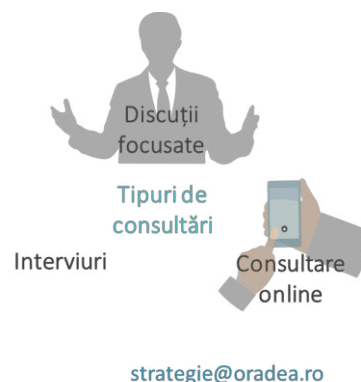 Discuții
focusate
Tipuri de
consultări
Interviuri
Consultare
online
strategie@oradea.ro